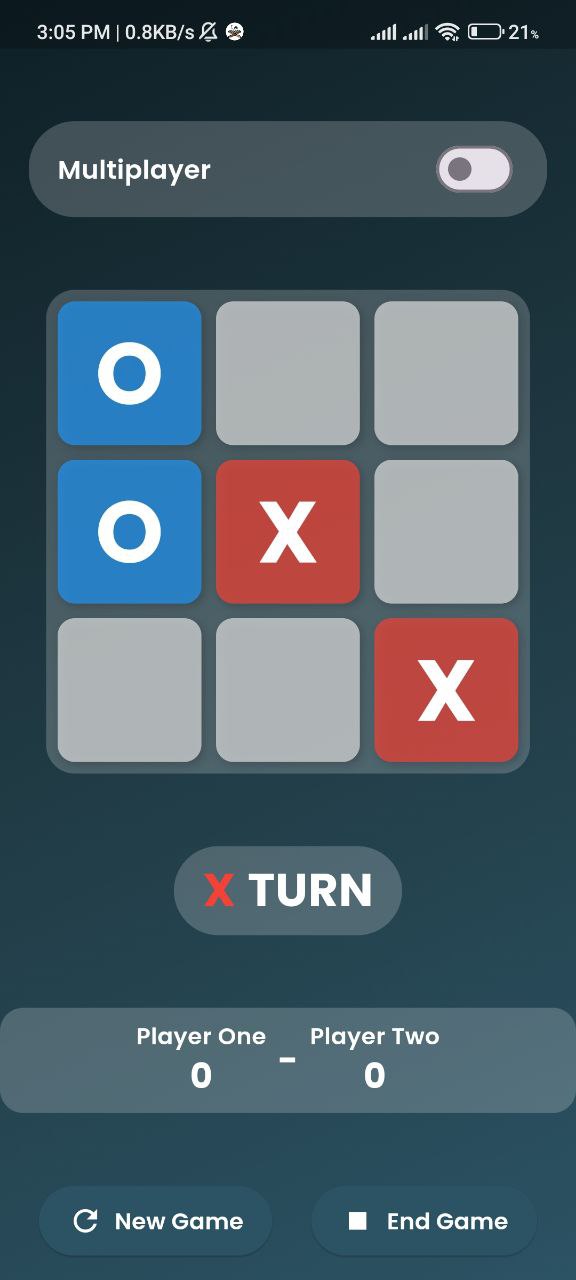 3:05 PM | 0.8KB/s 21%
Multiplayer
O
O X
X
X TURN
Player One - Player Two
0 0
New Game End Game